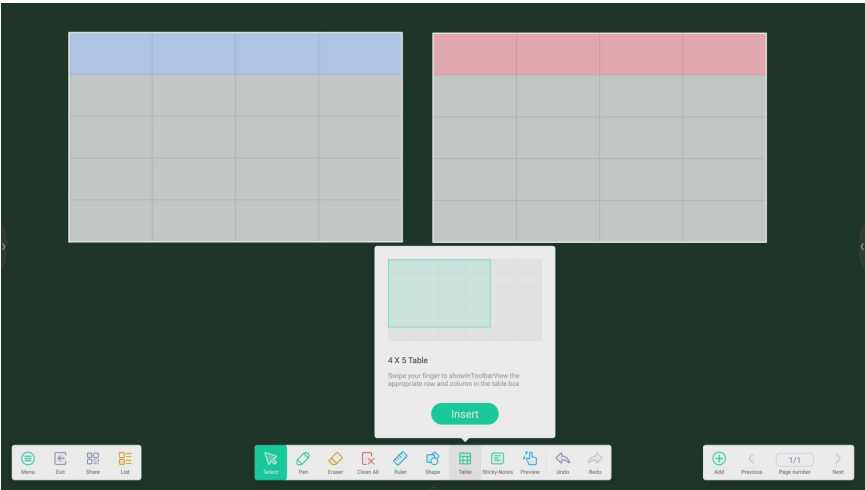 4 X 5 Table
Swipe your finger to showInToolbarView the
appropriate row and column in the table box
Insert
Menu
Exit
Share
List
Select
Pen
Eraser
Clean All
Ruler
Shape
Table
Sticky-Notes
Preview
Undo
Redo
Add
Previous
1/1
Page number
Next